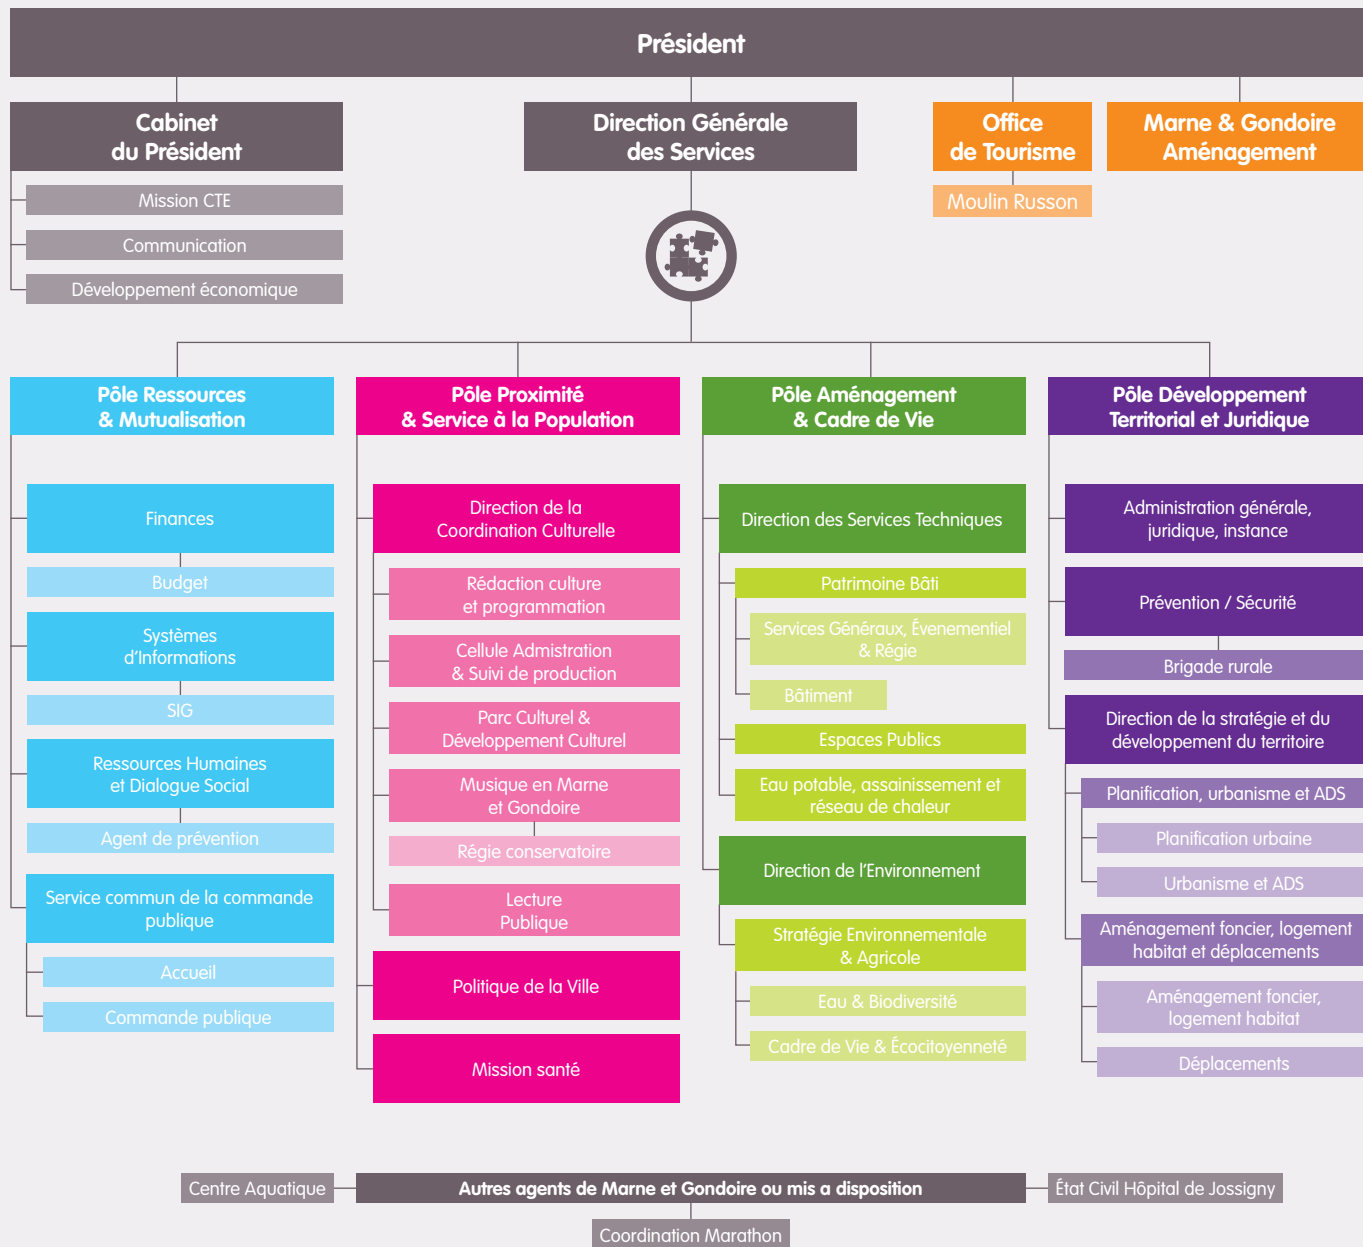 Président
Cabinet
du Président
Direction Générale
des Services
Office
de Tourisme
Marne & Gondoire
Aménagement
Mission CTE
Communication
Développement économique
Moulin Russon
Pôle Ressources
& Mutualisation
Finances
Budget
Systèmes
d'Informations
SIG
Ressources Humaines
et Dialogue Social
Agent de prévention
Service commun de la commande
publique
Accueil
Commande publique
Pôle Proximité
& Service à la Population
Direction de la
Coordination Culturelle
Rédaction culture
et programmation
Cellule Admistration
& Suivi de production
Parc Culturel &
Développement Culturel
Musique en Marne
et Gondoire
Régie conservatoire
Lecture
Publique
Politique de la Ville
Mission santé
Pôle Aménagement
& Cadre de Vie
Direction des Services Techniques
Patrimoine Bâti
Services Généraux, Évenementiel
& Régie
Bâtiment
Espaces Publics
Eau potable, assainissement et
réseau de chaleur
Direction de l'Environnement
Stratégie Environnementale
& Agricole
Eau & Biodiversité
Cadre de Vie & Écocitoyenneté
Pôle Développement
Territorial et Juridique
Administration générale,
juridique, instance
Prévention / Sécurité
Brigade rurale
Direction de la stratégie et du
développement du territoire
Planification, urbanisme et ADS
Planification urbaine
Urbanisme et ADS
Aménagement foncier, logement
habitat et déplacements
Aménagement foncier,
logement habitat
Déplacements
Centre Aquatique
Autres agents de Marne et Gondoire ou mis a disposition
État Civil Hôpital de Jossigny
Coordination Marathon